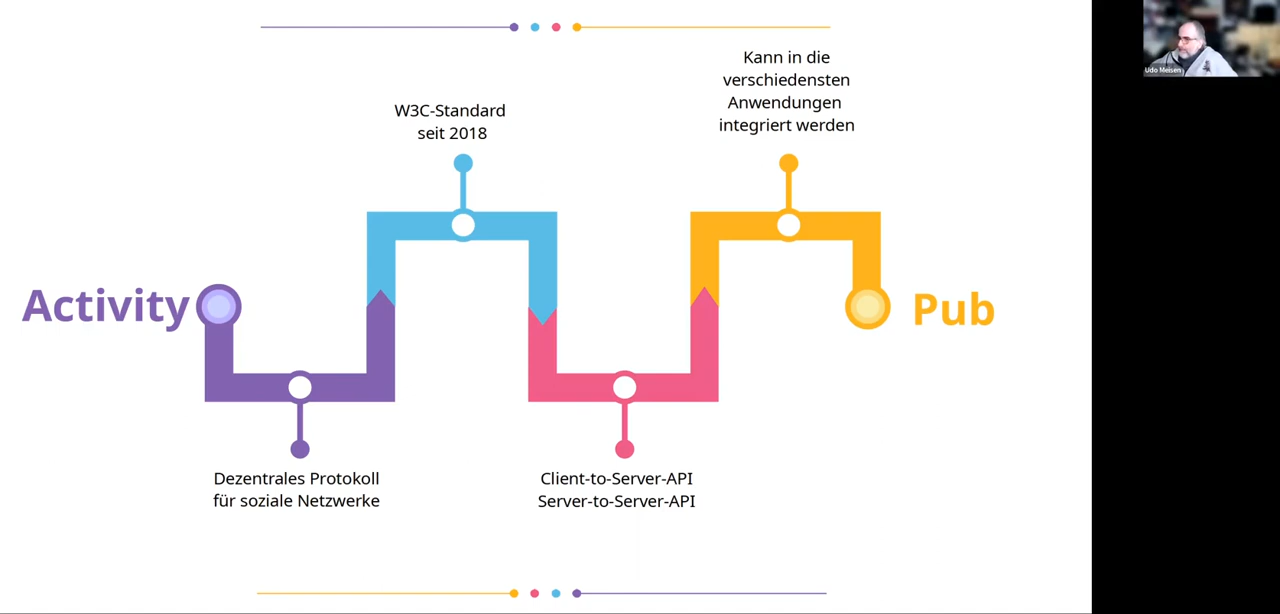 Activity
Dezentrales Protokoll
für soziale Netzwerke
W3C-Standard
seit 2018
Client-to-Server-API
Server-to-Server-API
Kann in die
verschiedensten
Anwendungen
integriert werden
Pub
Udo Meisen